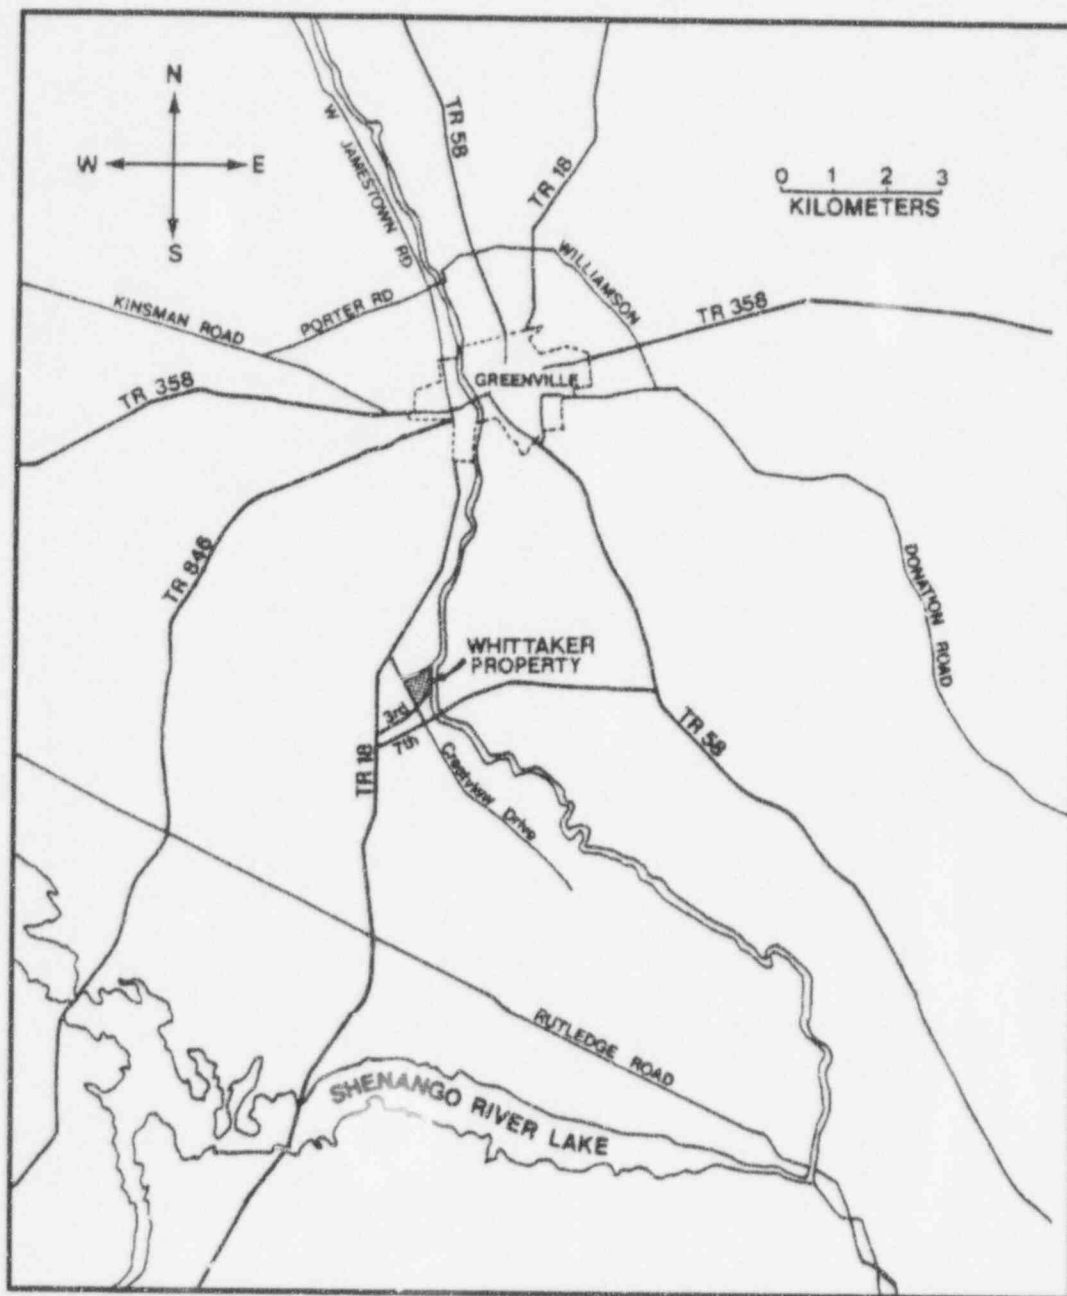 N
W E
S
TR 58
TR 18
W JAMESTOWN RD
0 1 2 3
KILOMETERS
WILLIAMSON
KINSMAN ROAD
PORTER RD
TR 358
TR 358
GREENVILLE
TR 846
DONATION ROAD
WHITTAKER
PROPERTY
3rd
7th
TR 18
TR 58
Crestview Drive
RUTLEDGE ROAD
SHENANGO RIVER LAKE